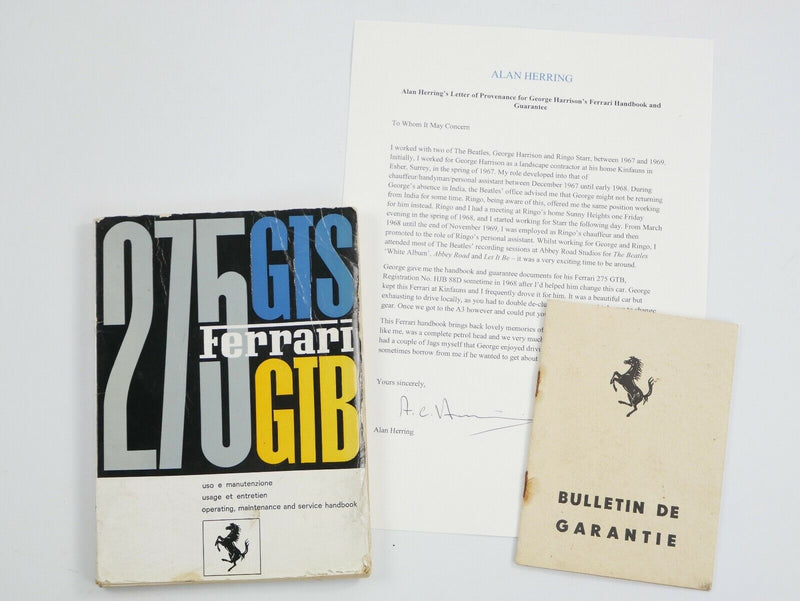 275
GTS
Ferrari
GTB
uso e manutenzione
usage et entretien
operating, maintenance and service handbook
ALAN HERRING
Alan Herring's Letter of Provenance for George Harrison's Ferrari Handbook and
Guarantee
To Whom It May Concern
I worked with two of The Beatles, George Harrison and Ringo Starr, between 1967 and 1969.
Initially, I worked for George Harrison as a landscape contractor at his home Kinfauns in
Esher, Surrey, in the spring of 1967. My role developed into that of
chauffeur/handyman/personal assistant between December 1967 until early 1968. During
George's absence in India, the Beatles' office advised me that George might not be returning
from India for some time. Ringo, being aware of this, offered me the same position working
for him instead. Ringo and I had a meeting at Ringo's home Sunny Heights one Friday
evening in the spring of 1968, and I started working for Starr the following day. From March
1968 until the end of November 1969, I was employed as Ringo's chauffeur and then
promoted to the role of Ringo's personal assistant. Whilst working for George and Ringo, I
attended most of The Beatles' recording sessions at Abbey Road Studios for The Beatles
'White Album', Abbey Road and Let It Be – it was a very exciting time to be around.
George gave me the handbook and guarantee documents for his Ferrari 275 GTB,
Registration No. HJB 88D sometime in 1968 after I'd helped him change this car. George
kept this Ferrari at Kinfauns and I frequently drove it for him. It was a beautiful car but
exhausting to drive locally, as you had to double de-clu to change
gear. Once we got to the A3 however and could put you
This Ferrari handbook brings back lovely memories of
like me, was a complete petrol head and we very much
had a couple of Jags myself that George enjoyed drivi
sometimes borrow from me if he wanted to get about
Yours sincerely,
Alan Herring
BULLETIN DE
GARANTIE